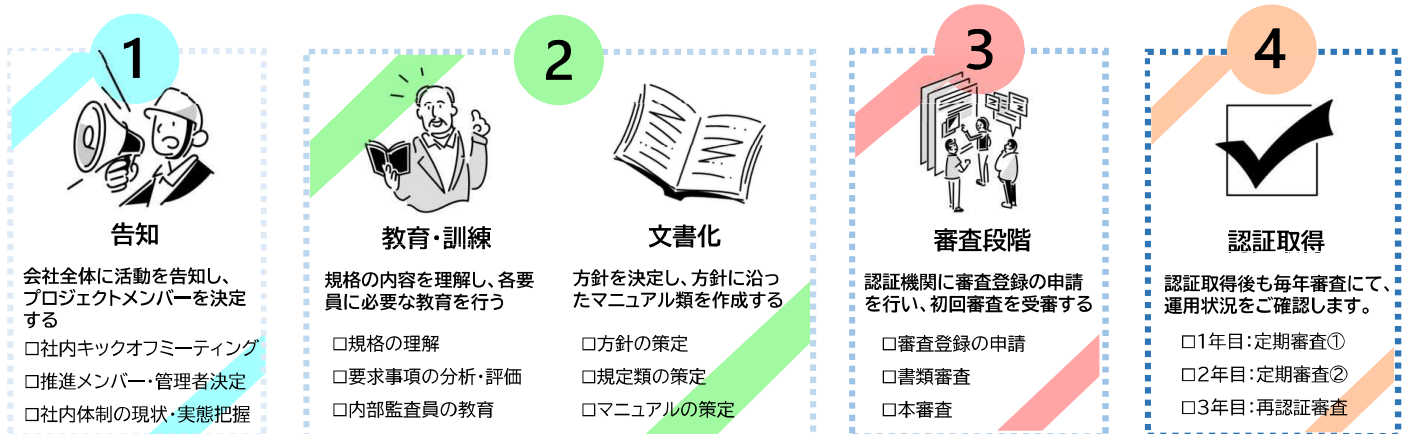 1
告知
会社全体に活動を告知し、
プロジェクトメンバーを決定
する
□社内キックオフミーティング
□推進メンバー・管理者決定
□社内体制の現状・実態把握
2
教育・訓練
規格の内容を理解し、各要
員に必要な教育を行う
□規格の理解
□要求事項の分析・評価
□内部監査員の教育
文書化
方針を決定し、方針に沿っ
たマニュアル類を作成する
□方針の策定
□規定類の策定
□マニュアルの策定
3
審査段階
認証機関に審査登録の申請
を行い、初回審査を受審する
□審査登録の申請
□書類審査
□本審査
4
認証取得
認証取得後も毎年審査にて、
運用状況をご確認します。
□1年目：定期審査①
□2年目：定期審査②
□3年目：再認証審査